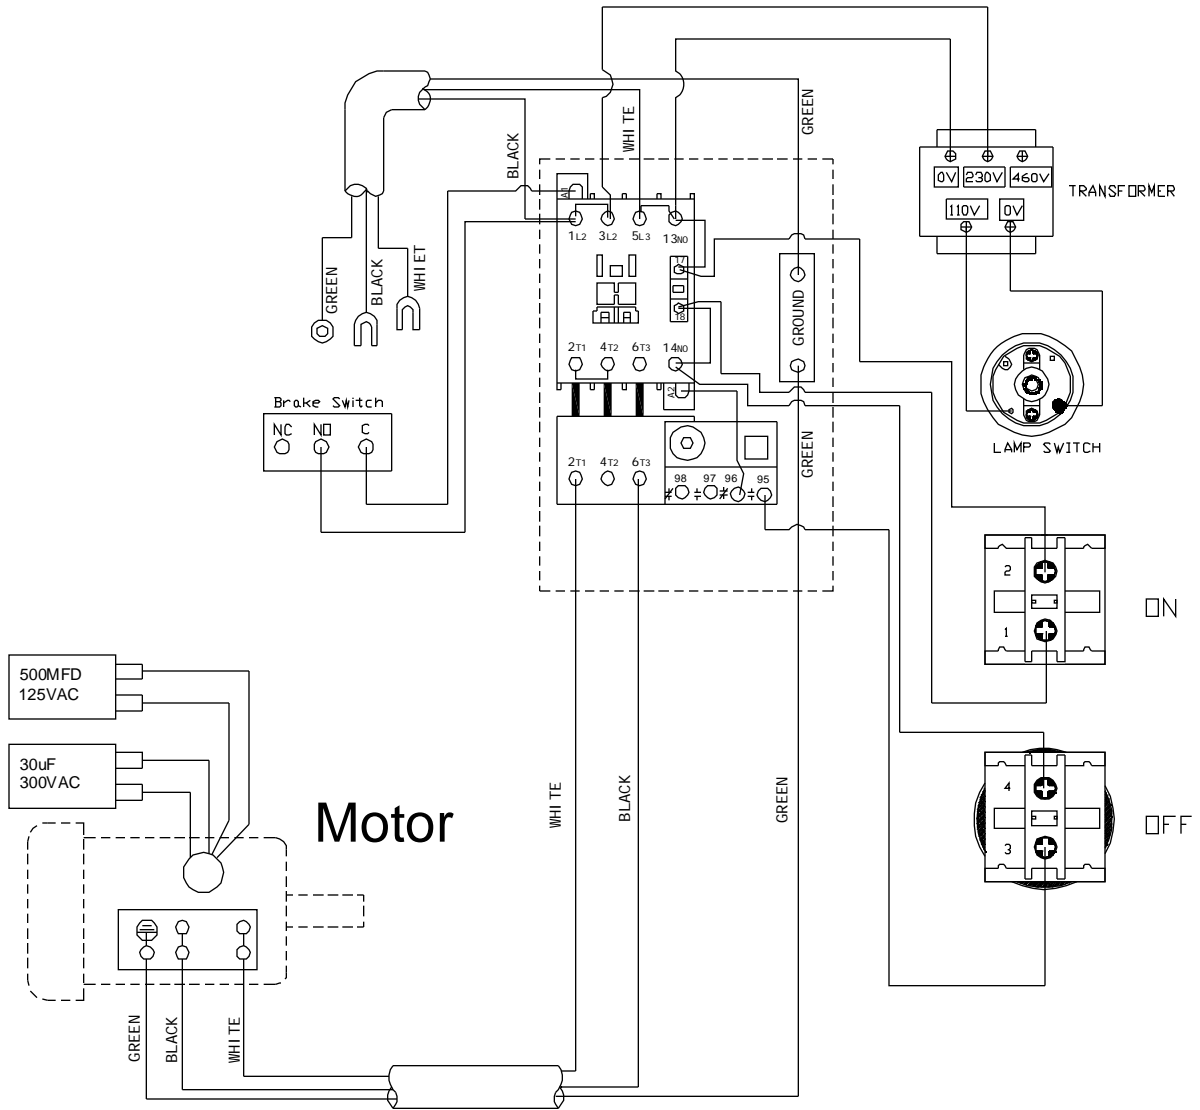 GREEN
WHITE
BLACK
0V 230V 460V
TRANSFORMER
110V 0V
A1
1L2 3L2 5L3 13NO
17
18
GROUND
GREEN
BLACK
WHIET
2T1 4T2 6T3 14NO
A2
Brake Switch
NC NO C
LAMP SWITCH
GREEN
2T1 4T2 6T3
98 97 96 95
2
1
ON
500MFD
125VAC
30uF
300VAC
Motor
WHITE
BLACK
GREEN
4
3
OFF
GREEN
BLACK
WHITE